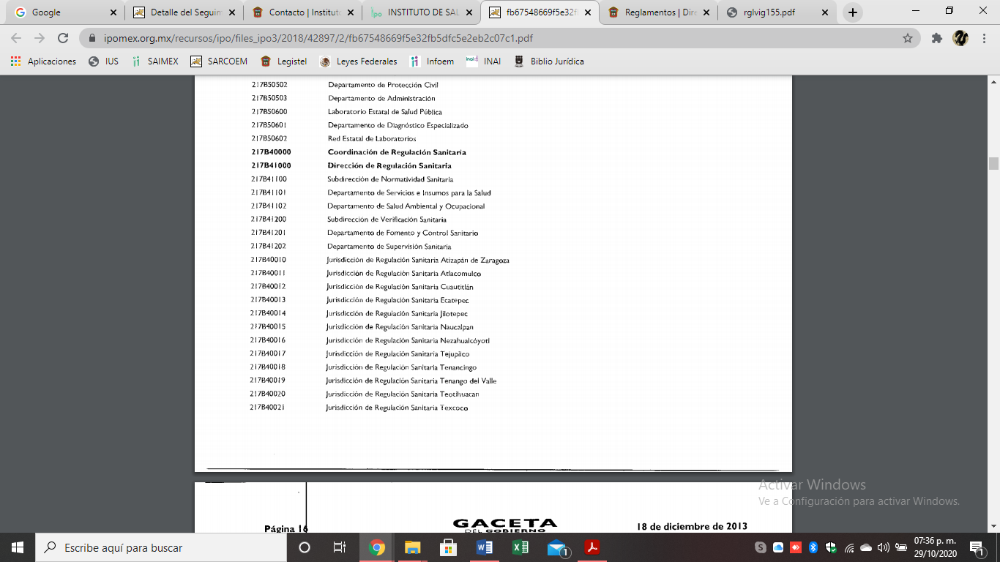 Google
Detalle del Seguim
Contacto | Institut
INSTITUTO DE SAL
fb67548669f5e32f
Reglamentos | Dire
rglvig155.pdf
ipomex.org.mx/recursos/ipo/files_ipo3/2018/42897/2/fb67548669f5e32fb5dfc5e2eb2c07c1.pdf
Aplicaciones IUS SAIMEX SARCOEM Legistel Leyes Federales Infoem INAI Biblio Jurídica
217B50502 Departamento de Protección Civil
217B50503 Departamento de Administración
217B50600 Laboratorio Estatal de Salud Pública
217B50601 Departamento de Diagnóstico Especializado
217B50602 Red Estatal de Laboratorios
217B40000 Coordinación de Regulación Sanitaria
217B41000 Dirección de Regulación Sanitaria
217B41100 Subdirección de Normatividad Sanitaria
217B41101 Departamento de Servicios e Insumos para la Salud
217B41102 Departamento de Salud Ambiental y Ocupacional
217B41200 Subdirección de Verificación Sanitaria
217B41201 Departamento de Fomento y Control Sanitario
217B41202 Departamento de Supervisión Sanitaria
217B40010 Jurisdicción de Regulación Sanitaria Atizapán de Zaragoza
217B40011 Jurisdicción de Regulación Sanitaria Atlacomulco
217B40012 Jurisdicción de Regulación Sanitaria Cuautitlán
217B40013 Jurisdicción de Regulación Sanitaria Ecatepec
217B40014 Jurisdicción de Regulación Sanitaria Jilotepec
217B40015 Jurisdicción de Regulación Sanitaria Naucalpan
217B40016 Jurisdicción de Regulación Sanitaria Nezahualcóyotl
217B40017 Jurisdicción de Regulación Sanitaria Tejupilco
217B40018 Jurisdicción de Regulación Sanitaria Tenancingo
217B40019 Jurisdicción de Regulación Sanitaria Tenango del Valle
217B40020 Jurisdicción de Regulación Sanitaria Teotihuacan
217B40021 Jurisdicción de Regulación Sanitaria Texcoco
Activar Windows
Ve a Configuración para activar Windows.
Página 16 GACETA 18 de diciembre de 2013
DEL GOBIERNO
Escribe aquí para buscar
07:36 p. m.
29/10/2020